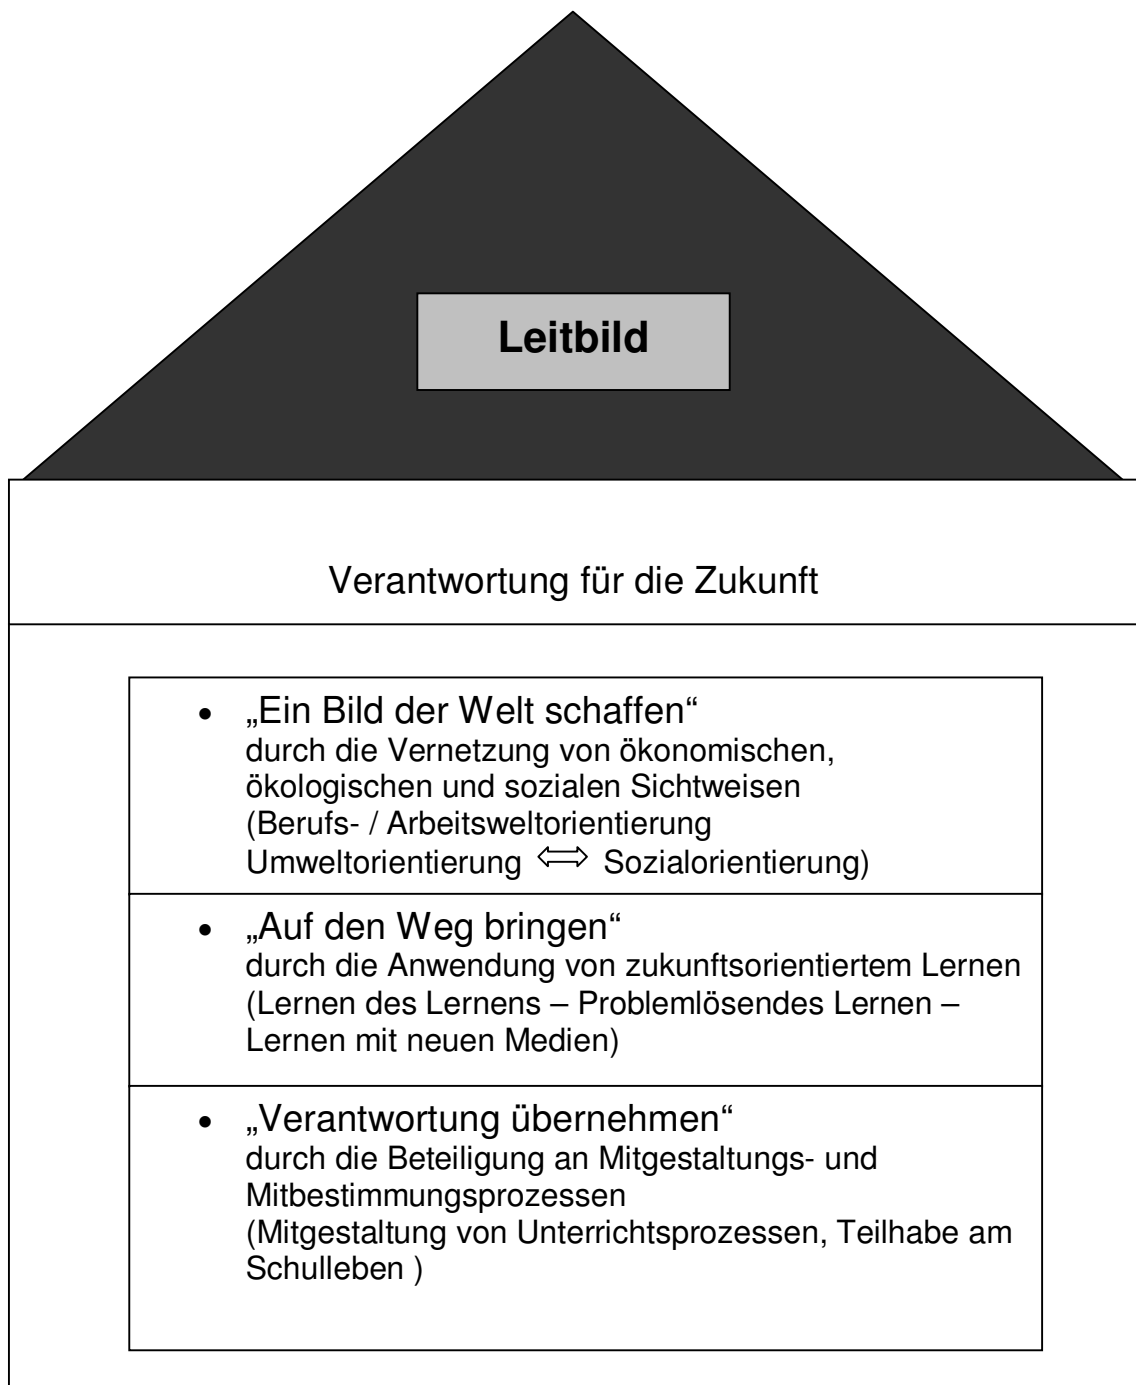 Leitbild
Verantwortung für die Zukunft
• „Ein Bild der Welt schaffen“
durch die Vernetzung von ökonomischen,
ökologischen und sozialen Sichtweisen
(Berufs- / Arbeitsweltorientierung
Umweltorientierung ⇔ Sozialorientierung)
• „Auf den Weg bringen“
durch die Anwendung von zukunftsorientiertem Lernen
(Lernen des Lernens – Problemlösendes Lernen –
Lernen mit neuen Medien)
• „Verantwortung übernehmen“
durch die Beteiligung an Mitgestaltungs- und
Mitbestimmungsprozessen
(Mitgestaltung von Unterrichtsprozessen, Teilhabe am
Schulleben )